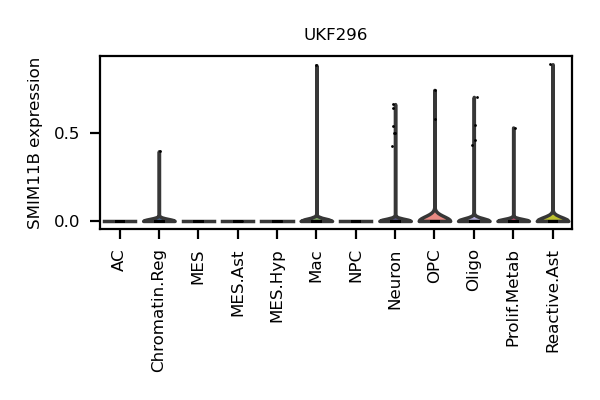 UKF296
SMIM11B expression
0.5
0.0
AC
Chromatin.Reg
MES
MES.Ast
MES.Hyp
Mac
NPC
Neuron
OPC
Oligo
Prolif.Metab
Reactive.Ast